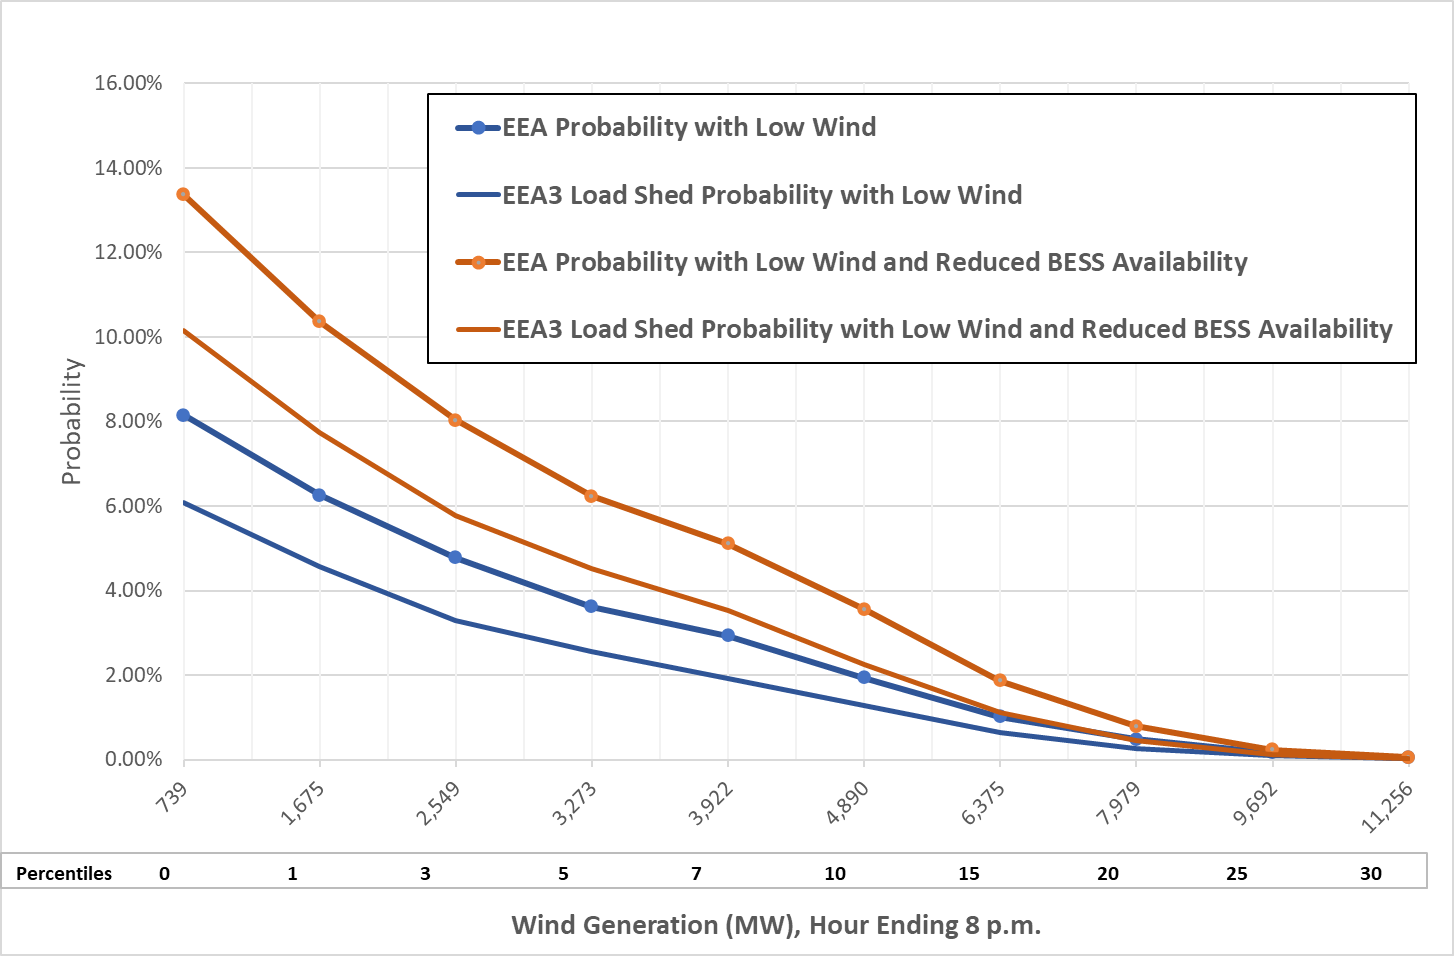 16.00%
14.00%
12.00%
10.00%
8.00%
6.00%
4.00%
2.00%
0.00%
Probability
EEA Probability with Low Wind
EEA3 Load Shed Probability with Low Wind
EEA Probability with Low Wind and Reduced BESS Availability
EEA3 Load Shed Probability with Low Wind and Reduced BESS Availability
739 1,675 2,549 3,273 3,922 4,890 6,375 7,979 9,692 11,256
Percentiles 0 1 3 5 7 10 15 20 25 30
Wind Generation (MW), Hour Ending 8 p.m.